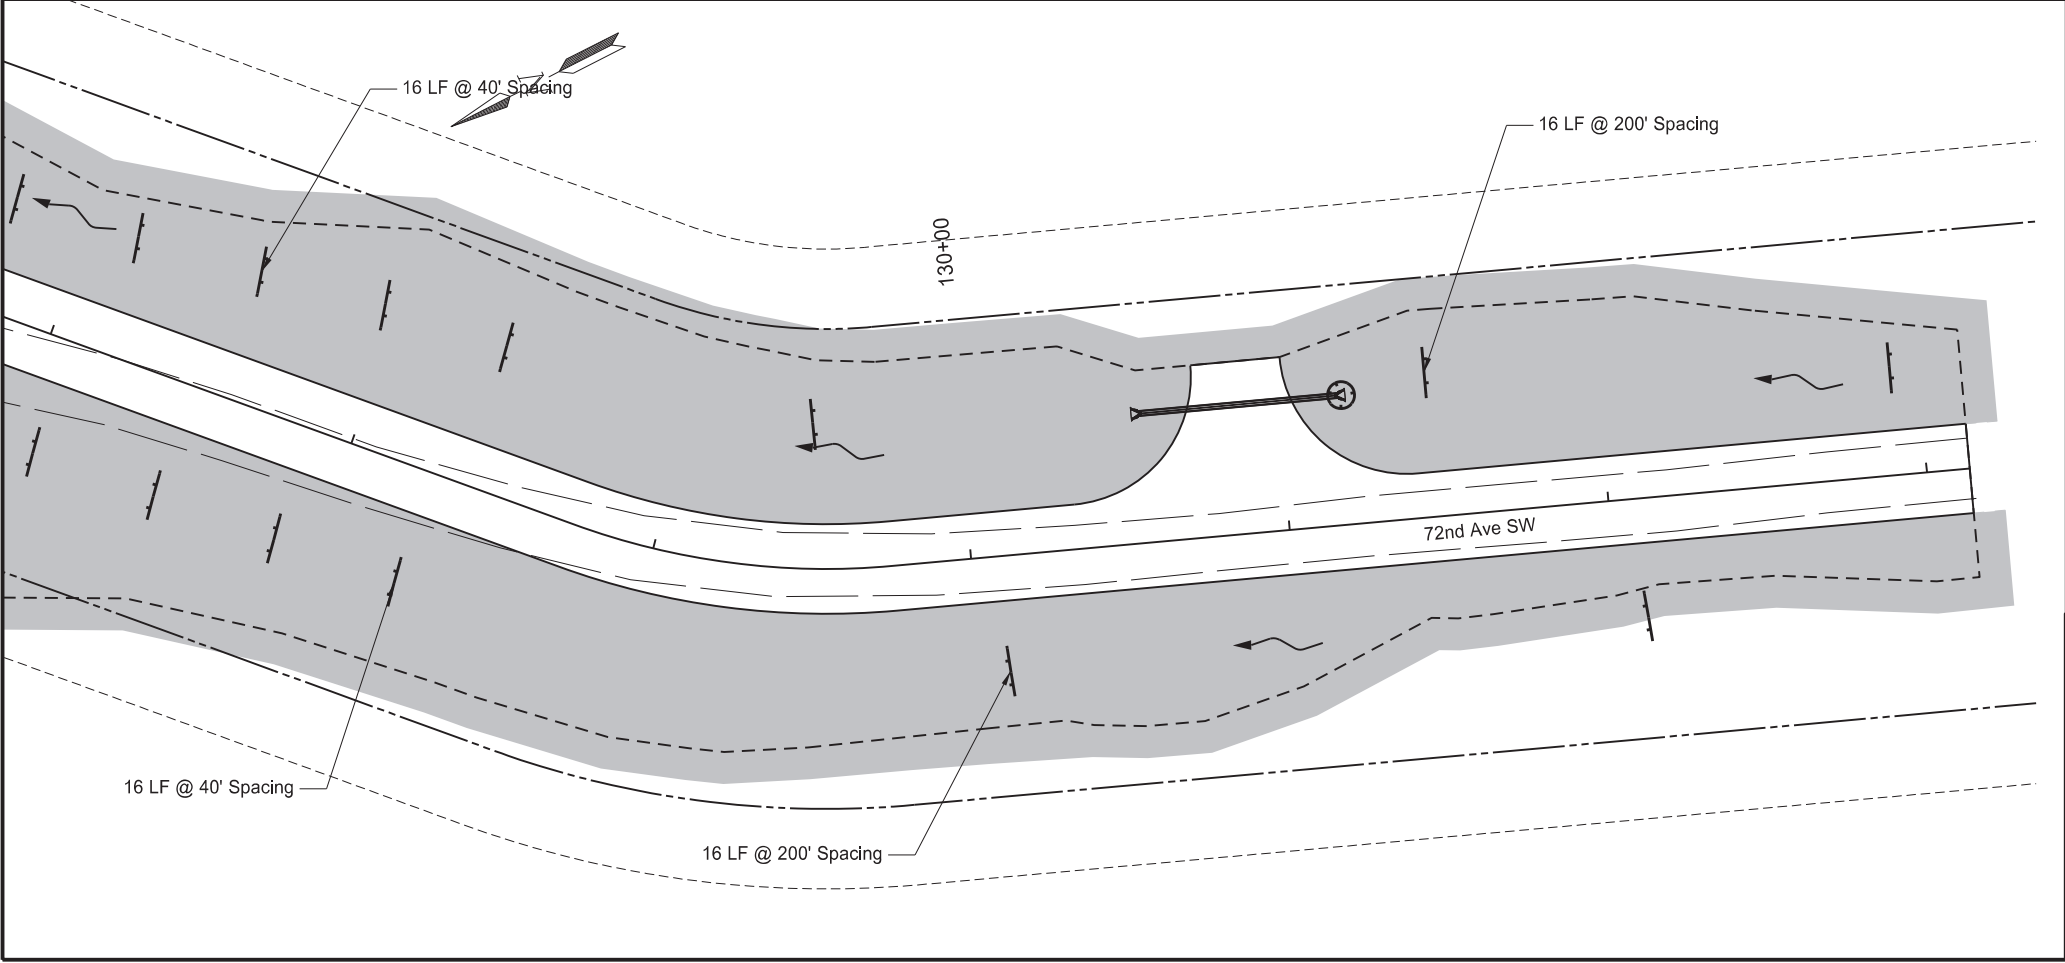 16 LF @ 40' Spacing
16 LF @ 200' Spacing
130+00
72nd Ave SW
16 LF @ 40' Spacing
16 LF @ 200' Spacing